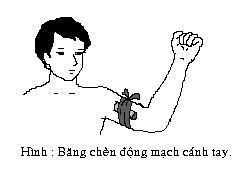 Hình : Băng chèn động mạch cánh tay.